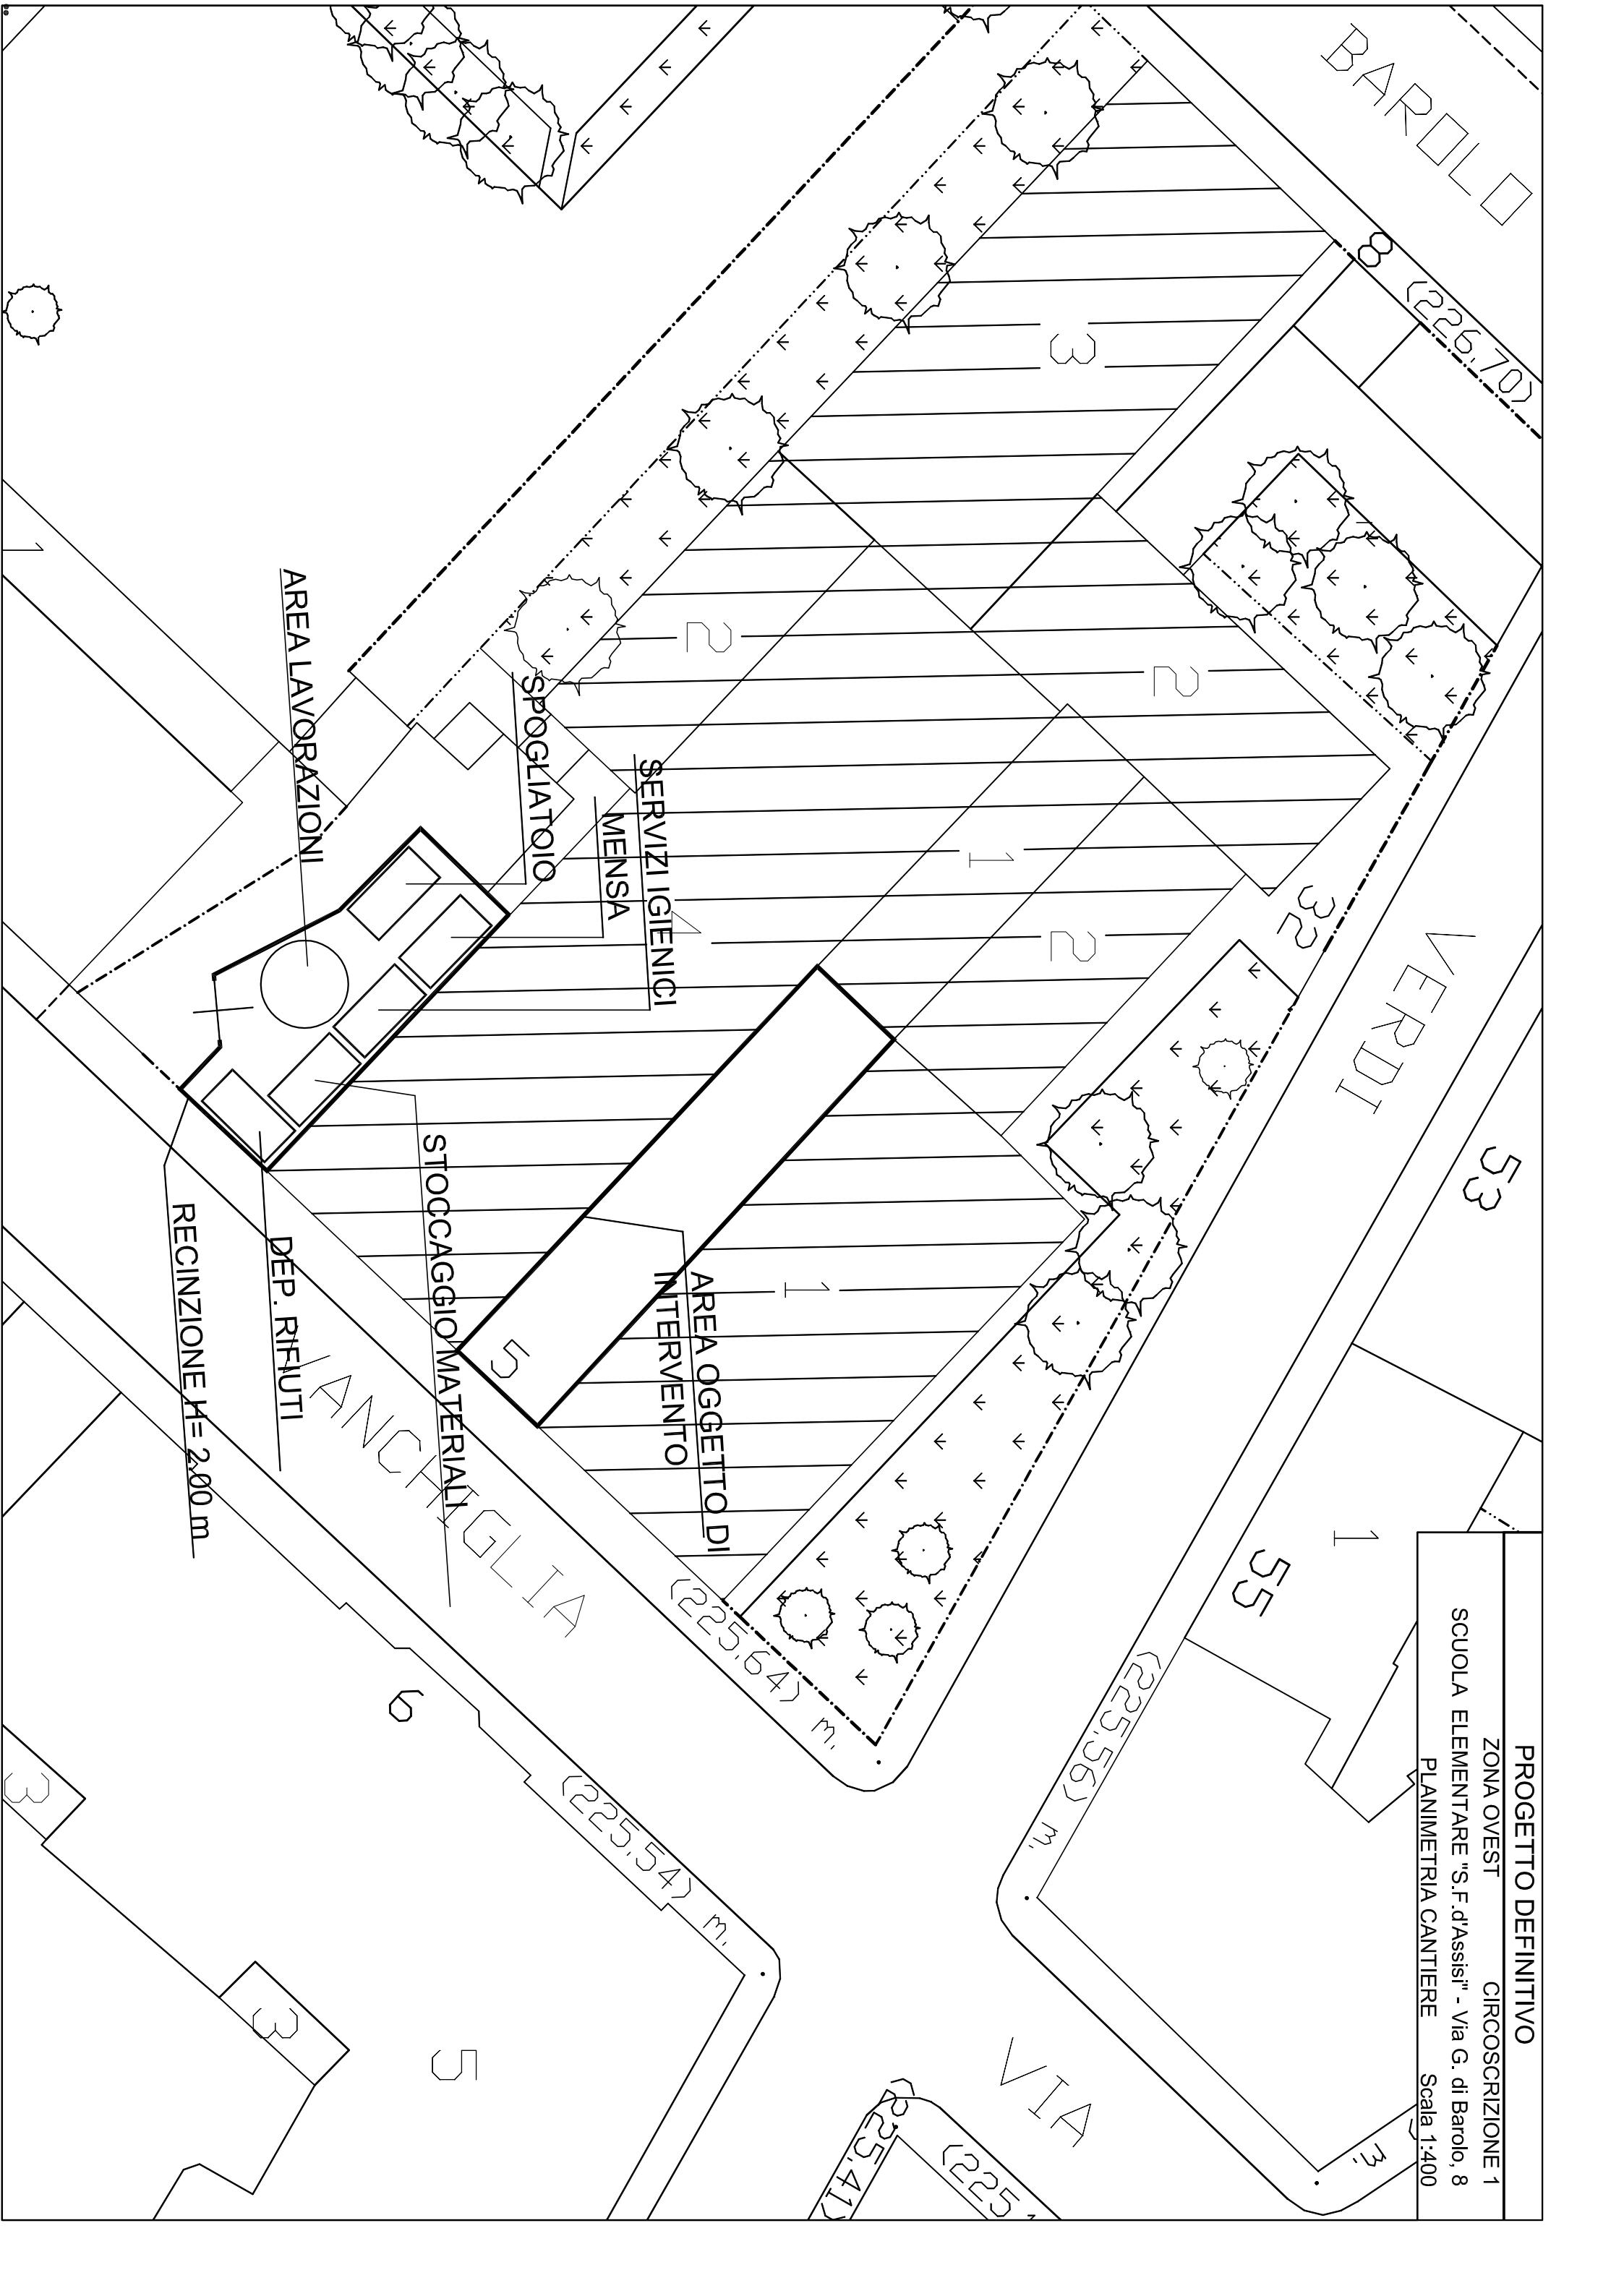 PROGETTO DEFINITIVO
ZONA OVEST CIRCOSCRIZIONE 1
SCUOLA ELEMENTARE "S.F.d'Assisi" - Via G. di Barolo, 8
PLANIMETRIA CANTIERE Scala 1:400
BAROLO
8
(226.70)
3
2
2
1
2
32
VERDI
53
55
1
1
1
4
5
AREA LAVORAZIONI
SPOGLIATOIO
MENSA
SERVIZI IGIENICI
STOCCAGGIO MATERIALI
AREA OGGETTO DI
INTERVENTO
DEP. RIFIUTI
RECINZIONE H= 2.00 m
VANCHIGLIA
(225.64) m.
(225.56) m.
(225.54) m.
6
3
3
5
VIA
(225.41)
(225.
m.